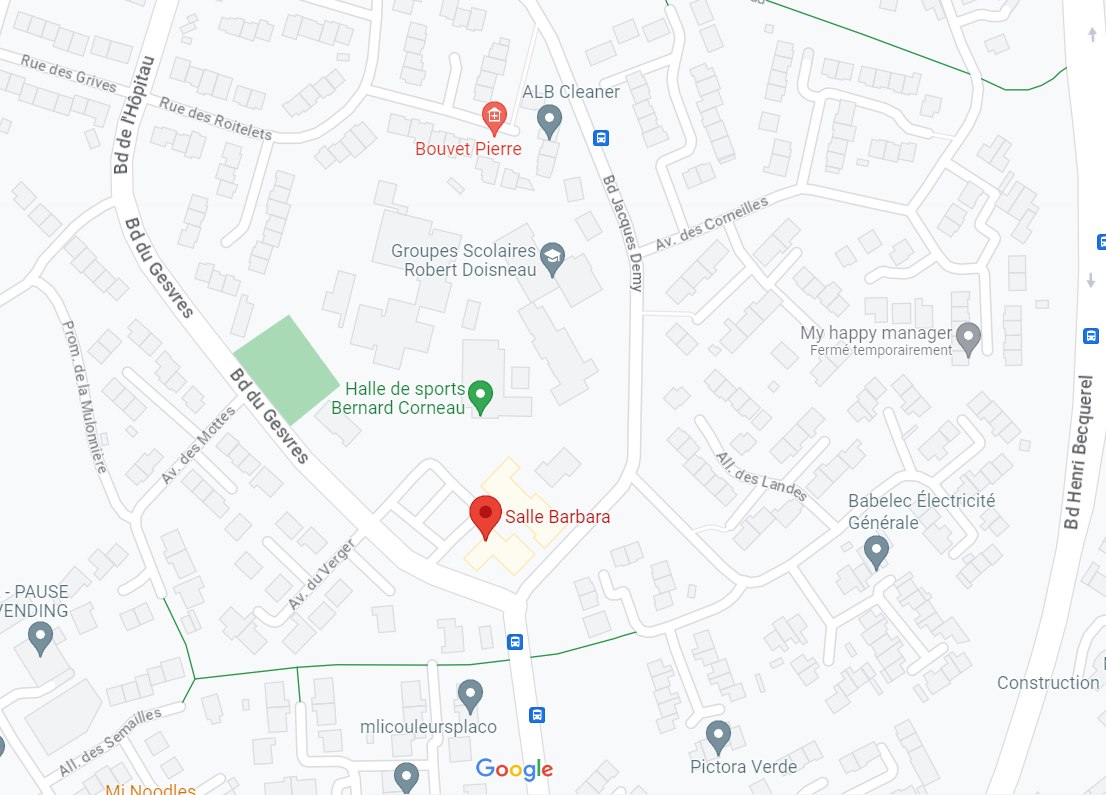 Rue des Grives
Bd de l'Hôpitau
Rue des Roitelets
ALB Cleaner
Bouvet Pierre
Bd Jacques Demy
Av. des Corneilles
Bd du Gesvres
Groupes Scolaires
Robert Doisneau
My happy manager
Fermé temporairement
Prom. de la Mulonnière
Bd du Gesvres
Halle de sports
Bernard Corneau
Av. des Mottes
Bd Henri Becquerel
All. des Landes
Salle Barbara
Babelec Électricité
Générale
Av. du Verger
- PAUSE
VENDING
Construction
All. des Semailles
mlicouleursplaco
Pictora Verde
Google
Mi Noodles